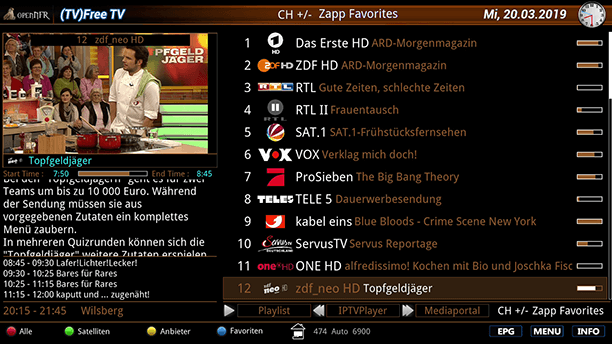 OPENNFR
(TV)Free TV
CH +/- Zapp Favorites
Mi, 20.03.2019
12 zdf_neo HD
PFGELD
JÄGER
Topfgeldjäger
Start Time : 7:50 End Time : 8:45
Teams um bis zu 10 000 Euro. Während
der Sendung müssen sie aus
vorgegebenen Zutaten ein komplettes
Menü zaubern.
In mehreren Quizrunden können sich die
"Topfgeldjäger" weitere Zutaten erspielen
08:45 - 09:30 Lafer!Lichter!Lecker!
09:30 - 10:25 Bares für Rares
10:25 - 11:15 Bares für Rares
11:15 - 12:00 kaputt und ... zugenäht!
20:15 - 21:45 Wilsberg
1 Das Erste HD ARD-Morgenmagazin
2 ZDF HD ARD-Morgenmagazin
3 RTL Gute Zeiten, schlechte Zeiten
4 RTL II Frauentausch
5 SAT.1 SAT.1-Frühstücksfernsehen
6 VOX VOX Verklag mich doch!
7 ProSieben The Big Bang Theory
8 TELE5 TELE 5 Dauerwerbesendung
9 kabel eins Blue Bloods - Crime Scene New York
10 ServusTV Servus Reportage
11 one HD ONE HD alfredissimo! Kochen mit Bio und Joschka Fisc
12 neo zdf_neo HD Topfgeldjäger
Playlist IPTVPlayer Mediaportal CH +/- Zapp Favorites
Alle Satelliten Anbieter Favoriten 474 Auto 6900 EPG MENU INFO